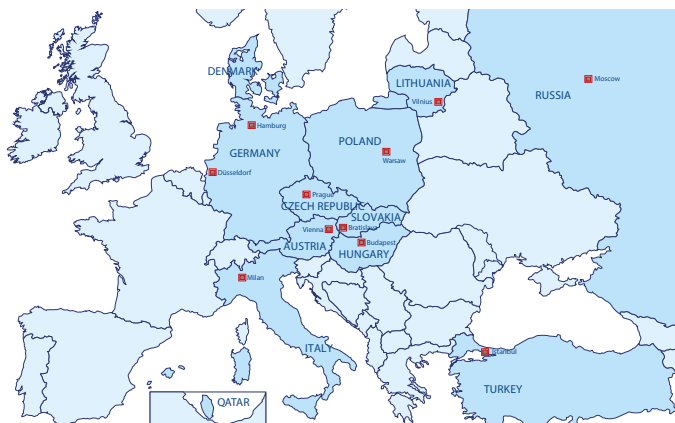 DENMARK
LITHUANIA
Vilnius
Moscow
RUSSIA
Hamburg
POLAND
GERMANY
Warsaw
Düsseldorf
Prague
CZECH REPUBLIC
SLOVAKIA
Vienna
Bratislava
AUSTRIA
Budapest
HUNGARY
Milan
ITALY
Istanbul
TURKEY
QATAR